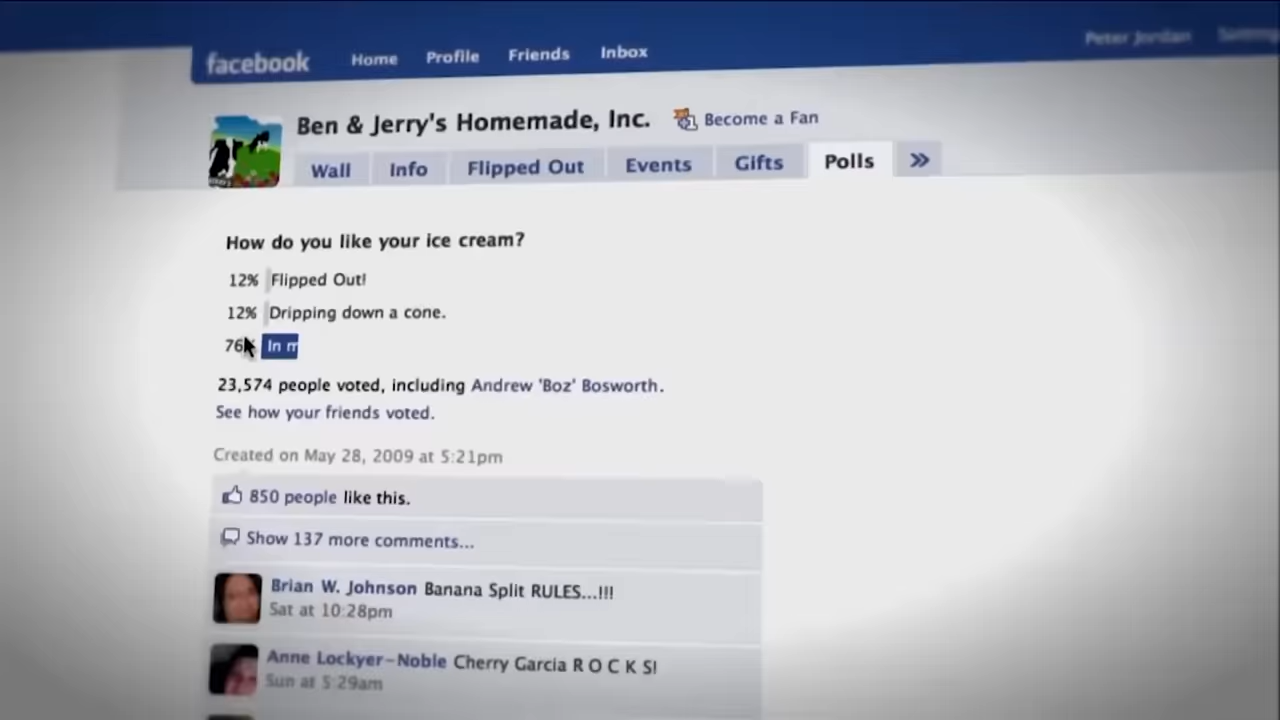 facebook Home Profile Friends Inbox Peter Jordan
Ben & Jerry's Homemade, Inc. Become a Fan
Wall Info Flipped Out Events Gifts Polls »
How do you like your ice cream?
12% Flipped Out!
12% Dripping down a cone.
76 In m
23,574 people voted, including Andrew 'Boz' Bosworth.
See how your friends voted.
Created on May 28, 2009 at 5:21pm
850 people like this.
Show 137 more comments...
Brian W. Johnson Banana Split RULES...!!!
Sat at 10:28pm
Anne Lockyer-Noble Cherry Garcia R O C K S!
Sun at 5:29am